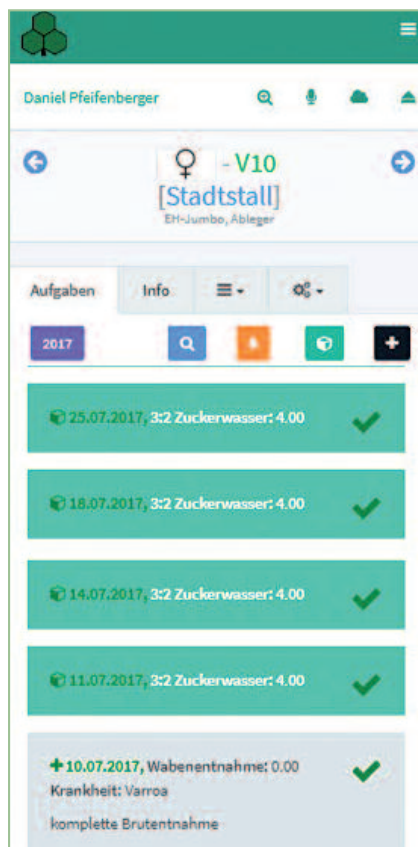 Daniel Pfeifenberger
- V10
[Stadtstall]
EH-Jumbo, Ableger
Aufgaben Info
2017
25.07.2017, 3:2 Zuckerwasser: 4.00
18.07.2017, 3:2 Zuckerwasser: 4.00
14.07.2017, 3:2 Zuckerwasser: 4.00
11.07.2017, 3:2 Zuckerwasser: 4.00
10.07.2017, Wabenentnahme: 0.00
Krankheit: Varroa
komplette Brutentnahme